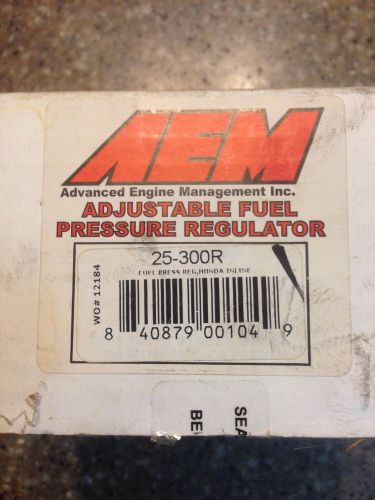 AEM
Advanced Engine Management Inc.
ADJUSTABLE FUEL
PRESSURE REGULATOR
25-300R
FUEL PRESS REG,HONDA INLINE
WO# 12184
8 40879 00104 9
SEA
BE